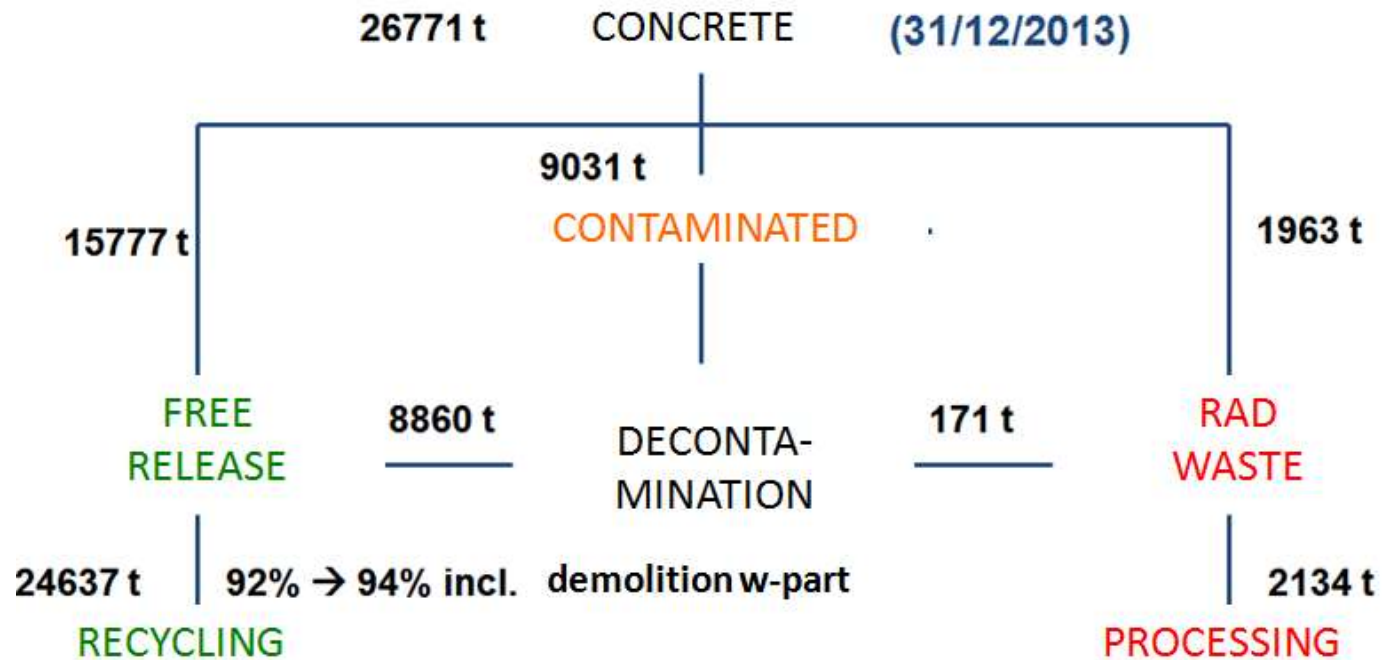 26771 t CONCRETE (31/12/2013)
9031 t
CONTAMINATED
15777 t 1963 t
FREE
RELEASE
8860 t
DECONTA-
MINATION
171 t
RAD
WASTE
24637 t 92% → 94% incl. demolition w-part 2134 t
RECYCLING PROCESSING